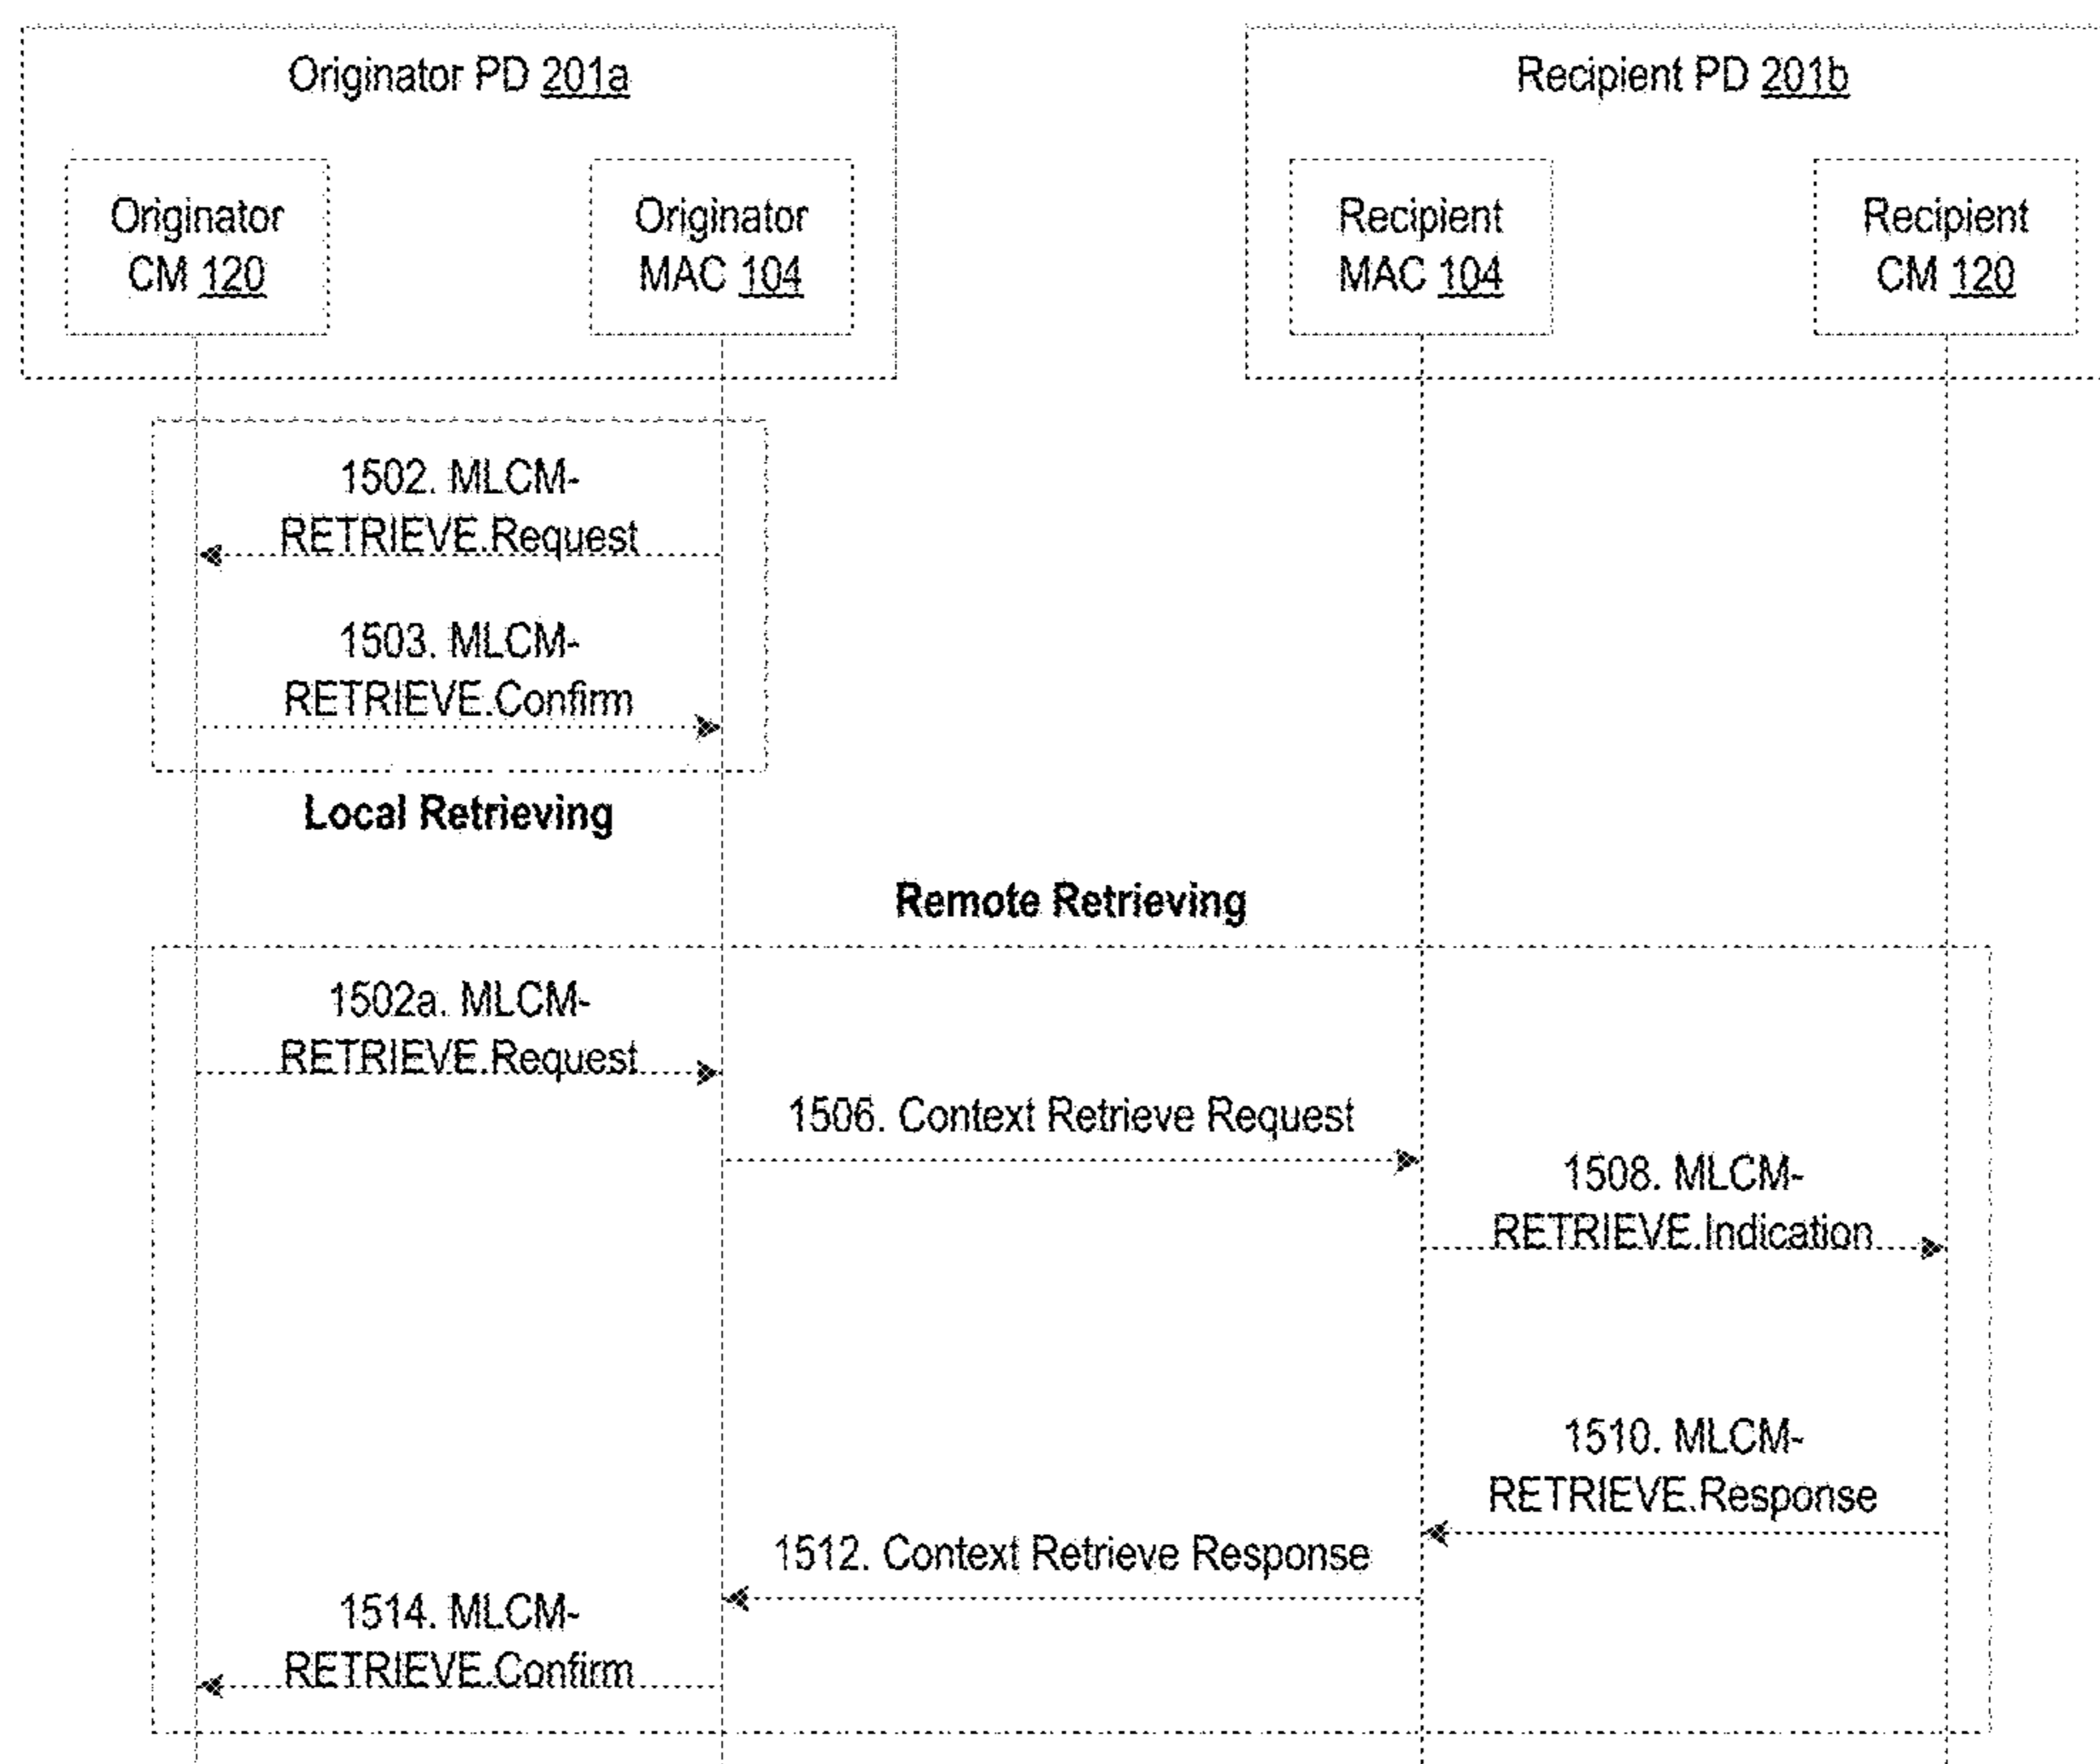 Originator PD 201a
Recipient PD 201b
Originator
CM 120
Originator
MAC 104
Recipient
MAC 104
Recipient
CM 120
1502. MLCM-
RETRIEVE.Request
1503. MLCM-
RETRIEVE.Confirm
Local Retrieving
Remote Retrieving
1502a. MLCM-
RETRIEVE.Request
1506. Context Retrieve Request
1508. MLCM-
RETRIEVE.Indication
1510. MLCM-
RETRIEVE.Response
1512. Context Retrieve Response
1514. MLCM-
RETRIEVE.Confirm